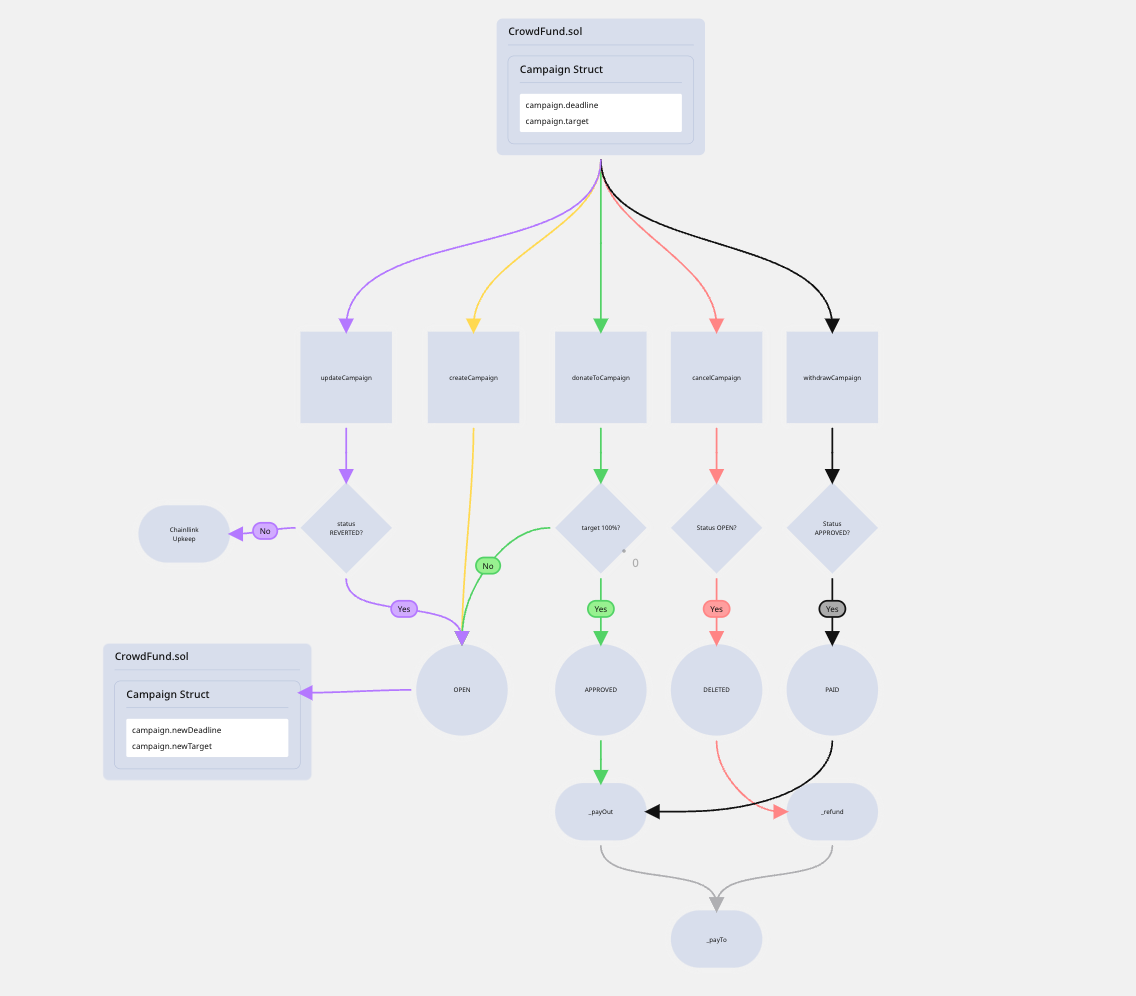 CrowdFund.sol
Campaign Struct
campaign.deadline
campaign.target
updateCampaign
createCampaign
donateToCampaign
cancelCampaign
withdrawCampaign
Chainllink
Upkeep
No
status
REVERTED?
No
target 100%?
0
Status OPEN?
Status
APPROVED?
Yes
Yes
Yes
Yes
CrowdFund.sol
Campaign Struct
campaign.newDeadline
campaign.newTarget
OPEN
APPROVED
DELETED
PAID
_payOut
_refund
_payTo